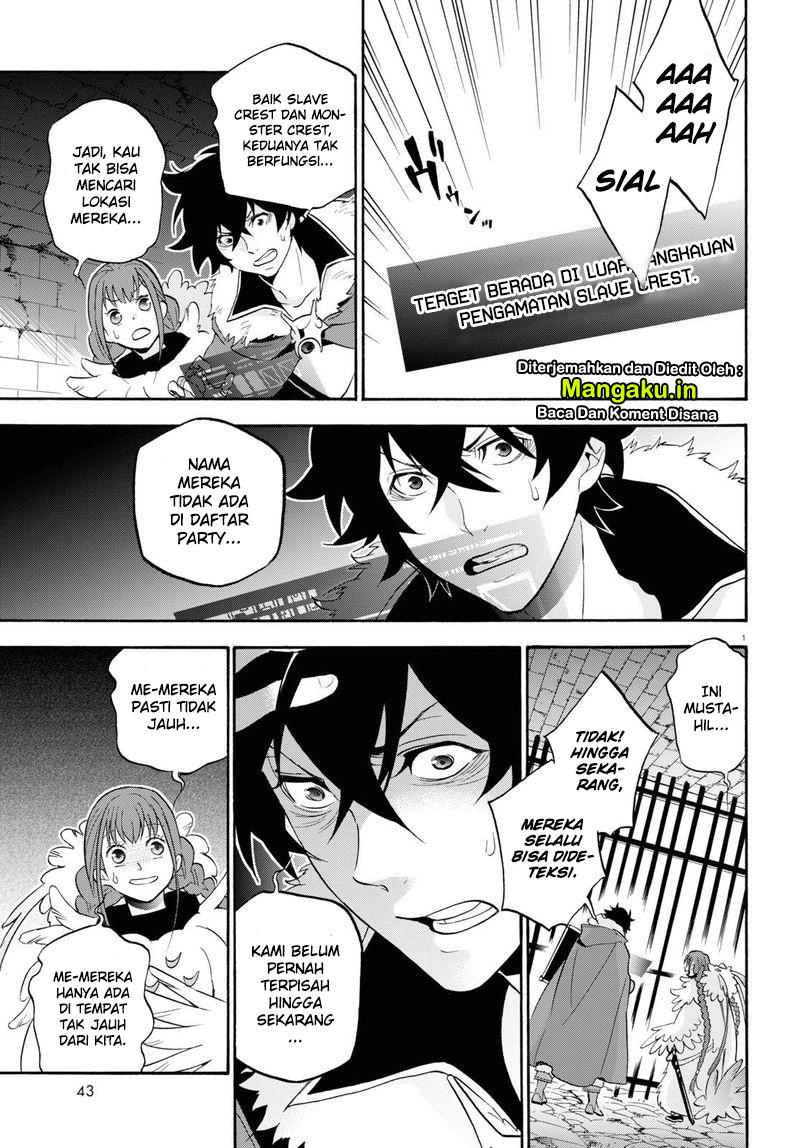 AAA
AAA
AAH
SIAL
TERGET BERADA DI LUAR
PENGAMATAN SLAVE CREST.
BAIK SLAVE
CREST DAN MON-
STER CREST,
KEDUANYA TAK
BERFUNGSI...
JADI, KAU
TAK BISA
MENCARI
LOKASI
MEREKA...
Diterjemahkan dan Diedit Oleh :
Mangaku.in
Baca Dan Koment Disana
NAMA
MEREKA
TIDAK ADA
DI DAFTAR
PARTY...
1
INI
MUSTA-
HIL...
TIDAK!
HINGGA
SEKA-
RANG,
MEREKA
SELALU
BISA DIDE-
TEKSI.
KAMI BELUM
PERNAH
TERPISAH
HINGGA
SEKARANG
...
ME-MEREKA
PASTI TIDAK
JAUH...
ME-MEREKA
HANYA ADA
DI TEMPAT
TAK JAUH
DARI KITA.
43